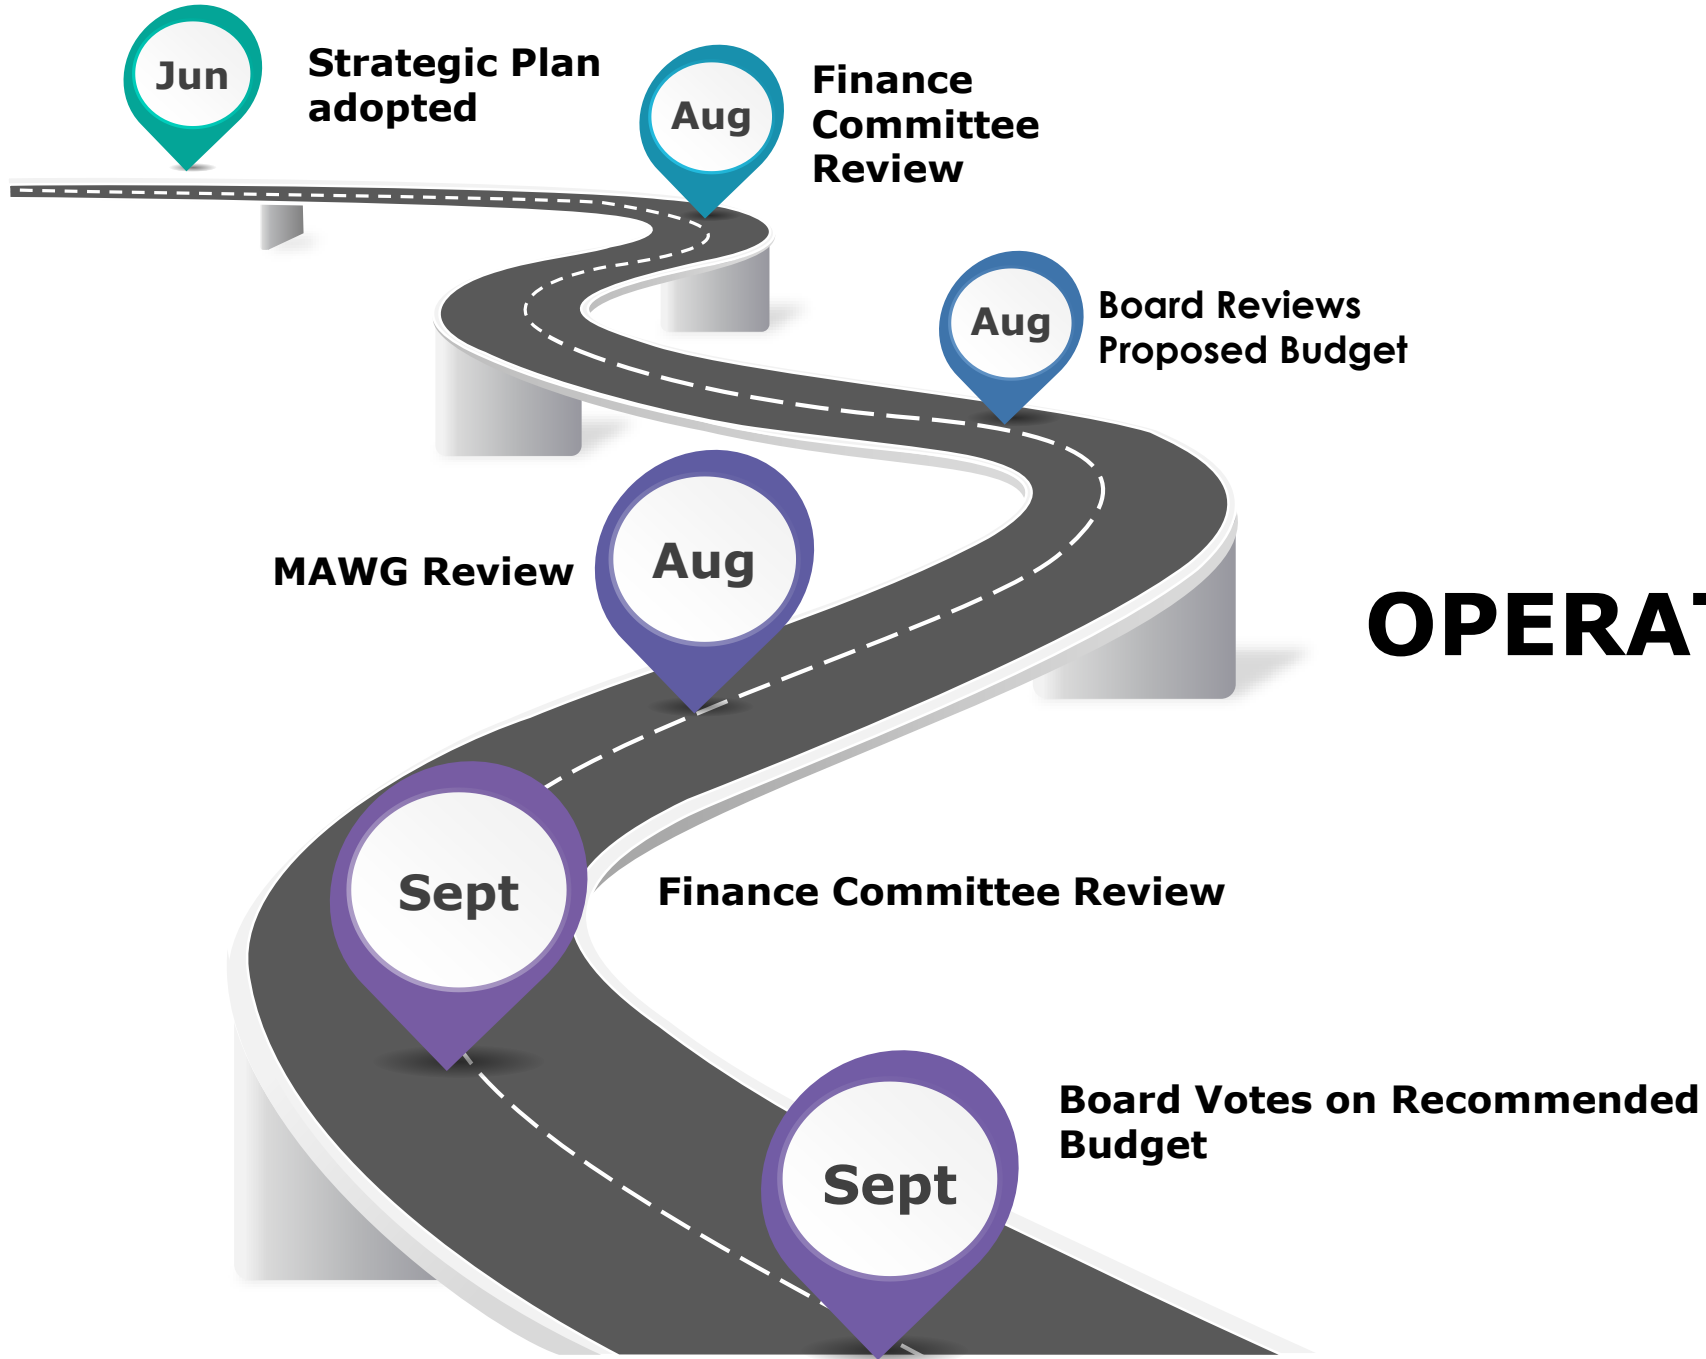 Jun
Strategic Plan
adopted
Aug
Finance
Committee
Review
Aug
Board Reviews
Proposed Budget
MAWG Review
Aug
OPERAT
Sept
Finance Committee Review
Sept
Board Votes on Recommended
Budget